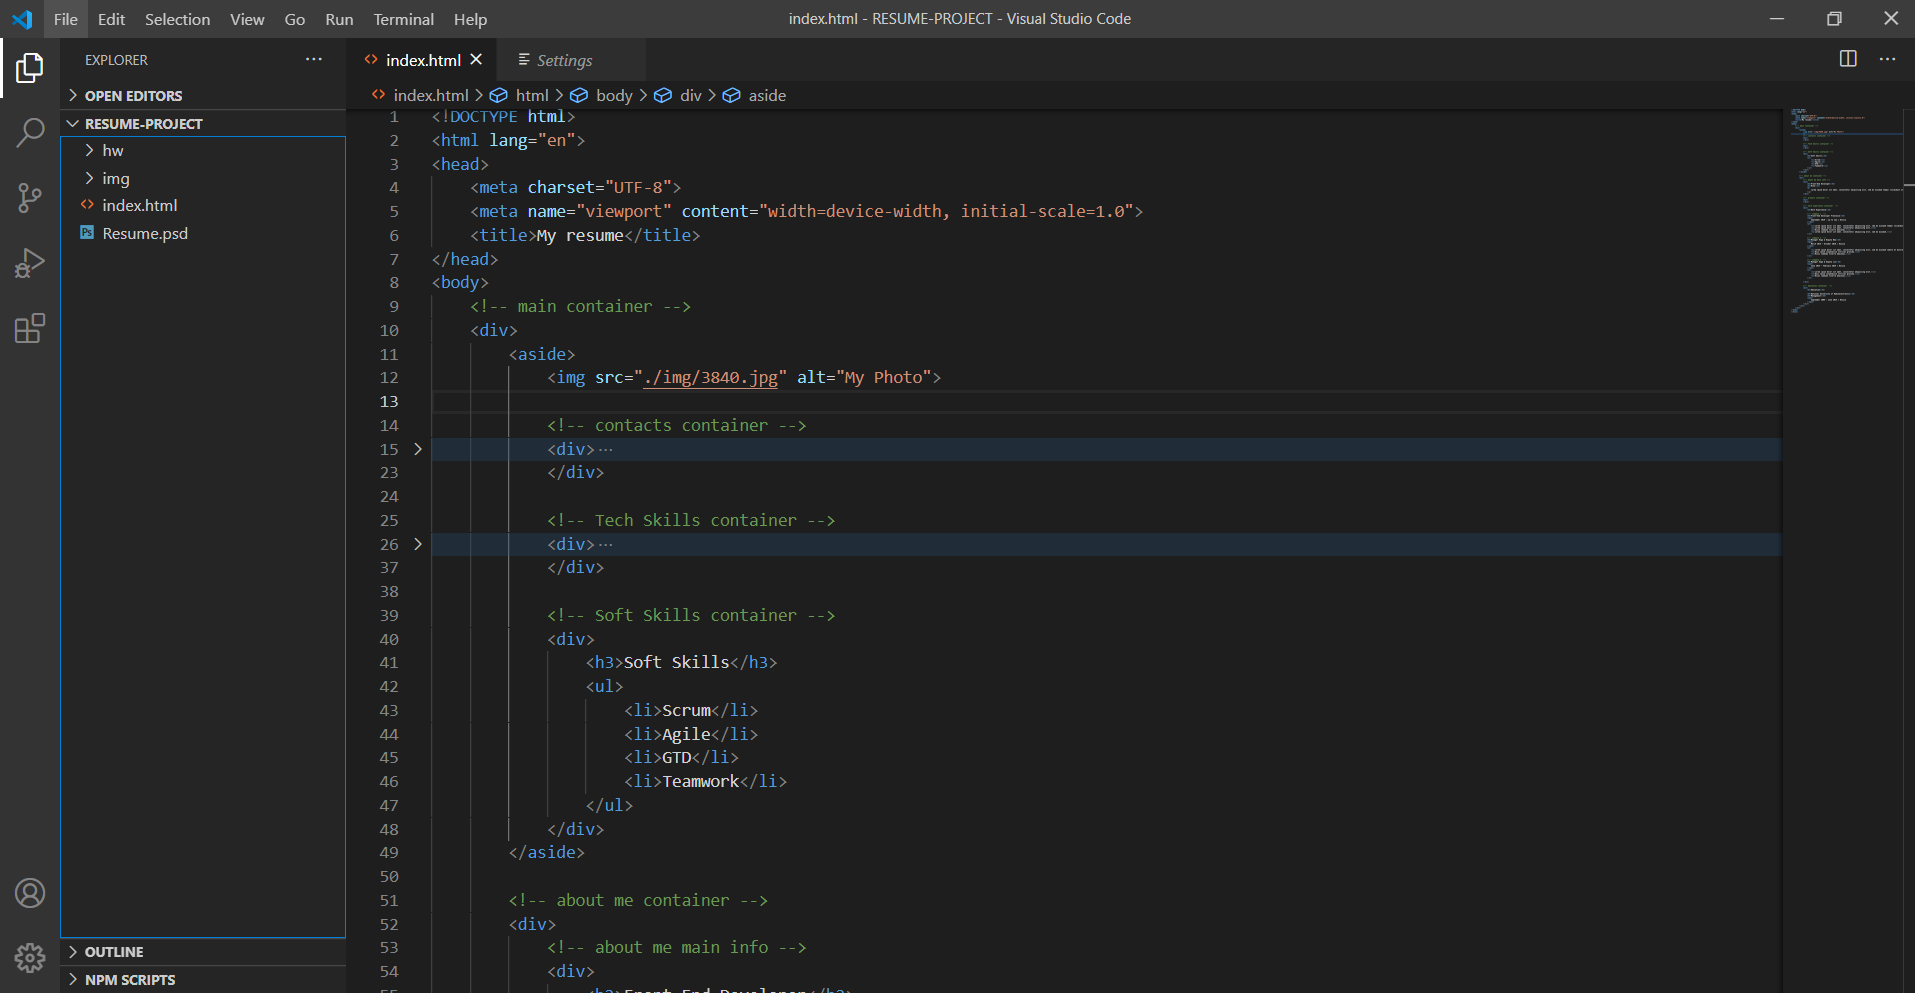 File Edit Selection View Go Run Terminal Help
index.html - RESUME-PROJECT - Visual Studio Code
EXPLORER
OPEN EDITORS
RESUME-PROJECT
hw
img
index.html
Resume.psd
OUTLINE
NPM SCRIPTS
index.html
Settings
index.html > html > body > div > aside
1 <!DOCTYPE html>
2 <html lang="en">
3 <head>
4 <meta charset="UTF-8">
5 <meta name="viewport" content="width=device-width, initial-scale=1.0">
6 <title>My resume</title>
7 </head>
8 <body>
9 <!-- main container -->
10 <div>
11 <aside>
12 <img src="./img/3840.jpg" alt="My Photo">
13
14 <!-- contacts container -->
15 <div>···
23 </div>
24
25 <!-- Tech Skills container -->
26 <div>···
37 </div>
38
39 <!-- Soft Skills container -->
40 <div>
41 <h3>Soft Skills</h3>
42 <ul>
43 <li>Scrum</li>
44 <li>Agile</li>
45 <li>GTD</li>
46 <li>Teamwork</li>
47 </ul>
48 </div>
49 </aside>
50
51 <!-- about me container -->
52 <div>
53 <!-- about me main info -->
54 <div>
55 Front End Developer